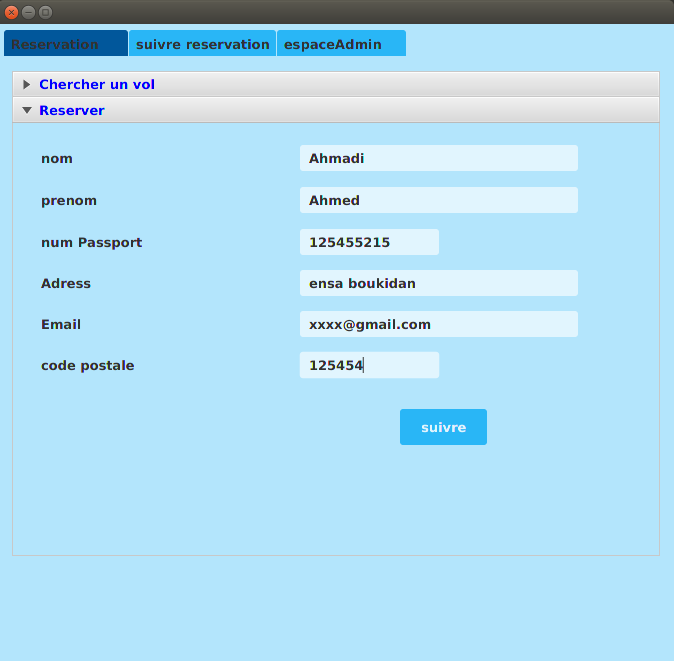 Reservation suivre reservation espaceAdmin
Chercher un vol
Reserver
nom Ahmadi
prenom Ahmed
num Passport 125455215
Adress ensa boukidan
Email xxxx@gmail.com
code postale 125454
suivre